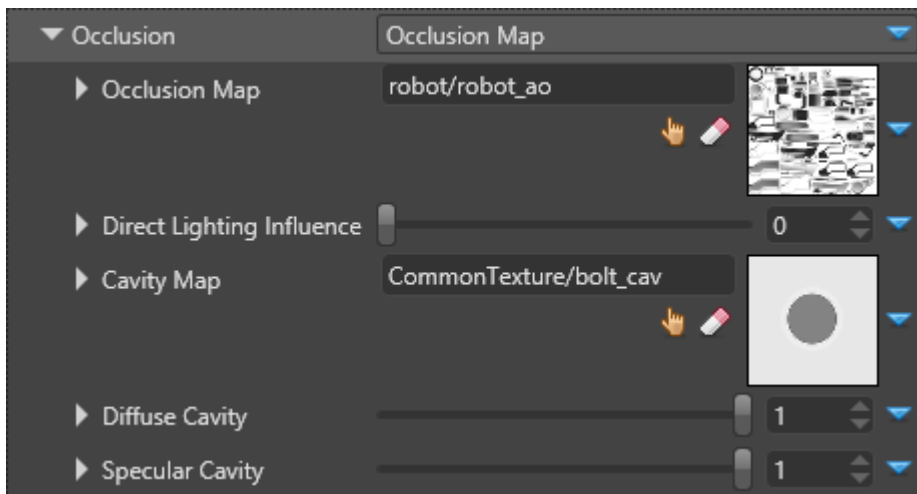 Occlusion Occlusion Map
Occlusion Map robot/robot_ao
Direct Lighting Influence 0
Cavity Map CommonTexture/bolt_cav
Diffuse Cavity 1
Specular Cavity 1